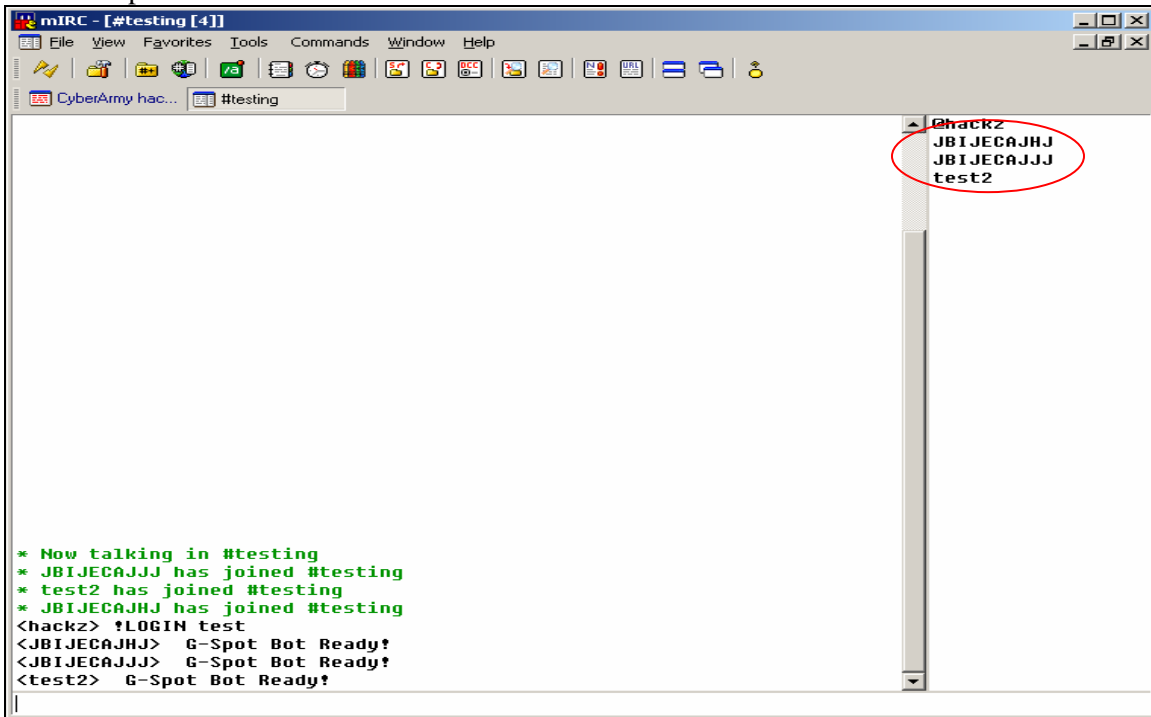 mIRC - [#testing [4]]
File View Favorites Tools Commands Window Help
CyberArmy hac... #testing
@hackz
JBIJECAJHJ
JBIJECAJJJ
test2
* Now talking in #testing
* JBIJECAJJJ has joined #testing
* test2 has joined #testing
* JBIJECAJHJ has joined #testing
<hackz> !LOGIN test
<JBIJECAJHJ> G-Spot Bot Ready!
<JBIJECAJJJ> G-Spot Bot Ready!
<test2> G-Spot Bot Ready!